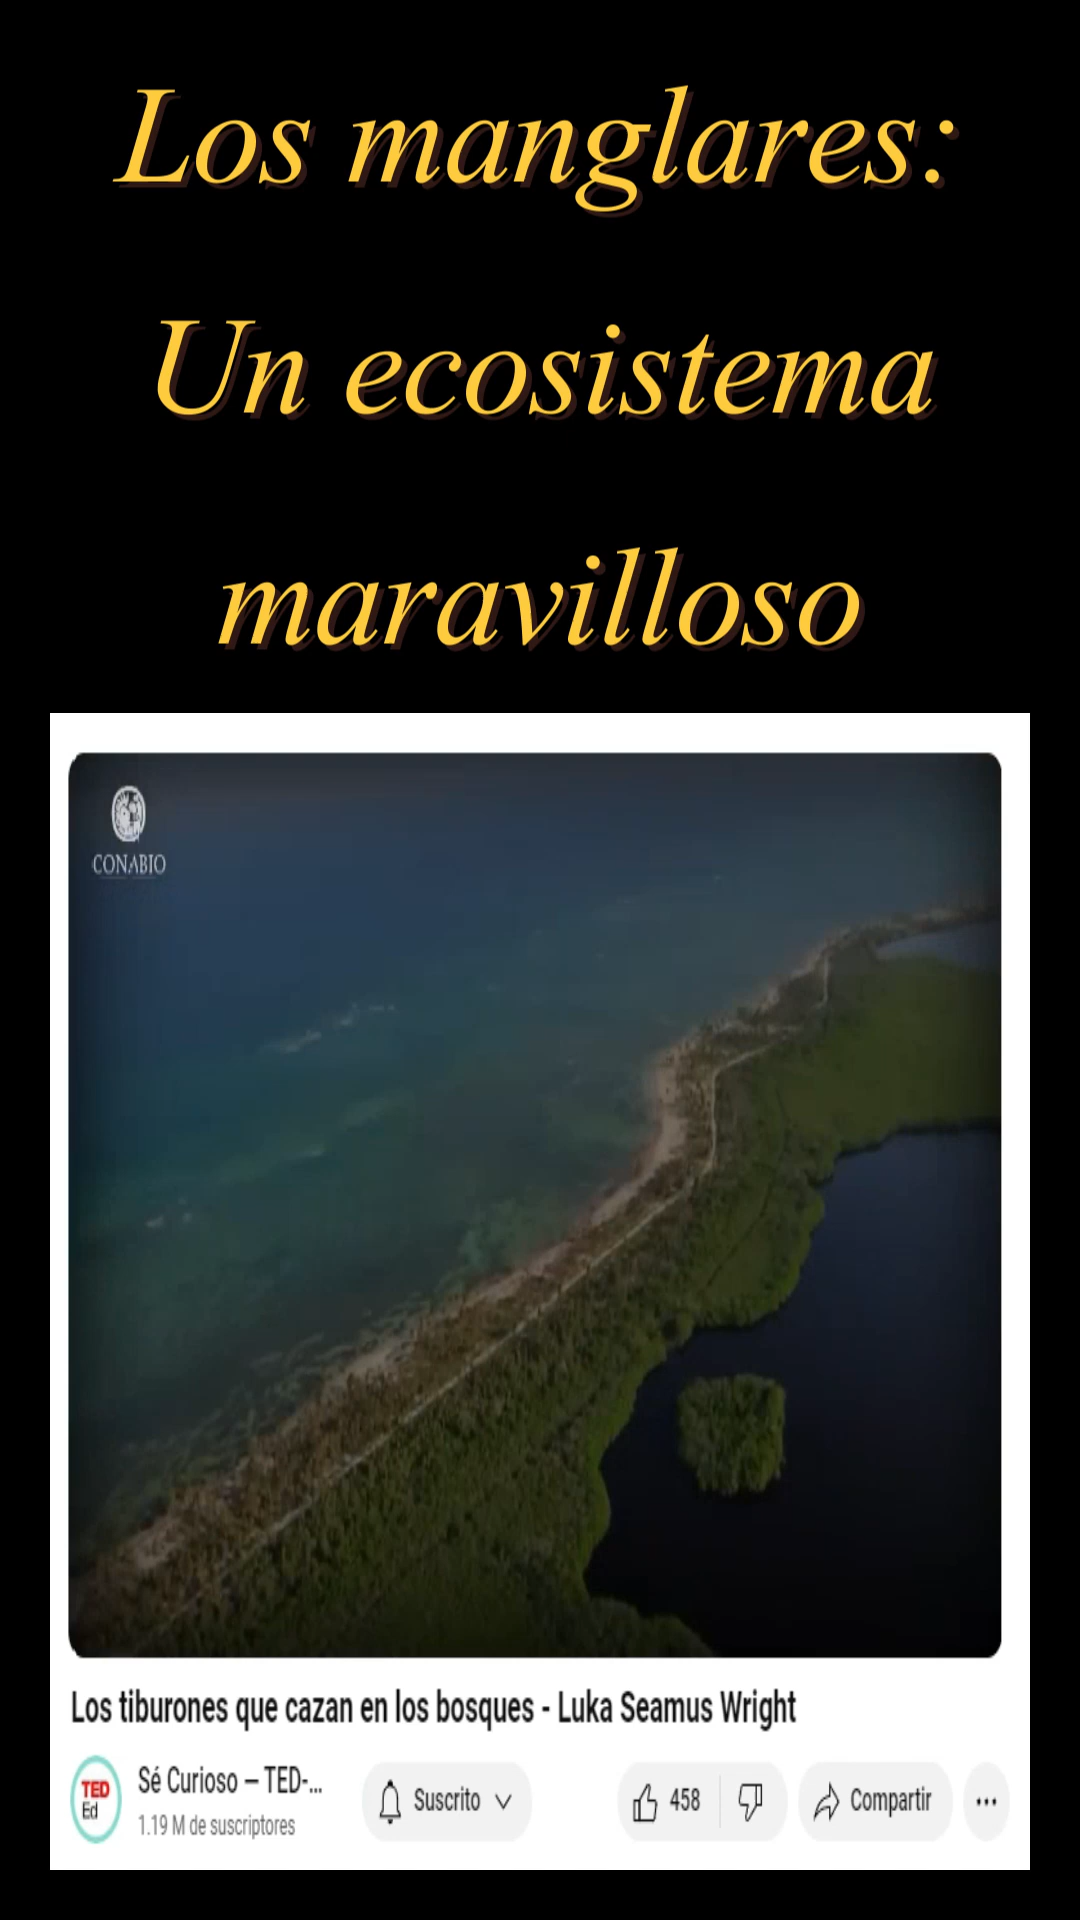 Los manglares:
Un ecosistema
maravilloso
CONABIO
Los tiburones que cazan en los bosques - Luka Seamus Wright
TED
Ed
Sé Curioso – TED-...
1.19 M de suscriptores
Suscrito
458
Compartir